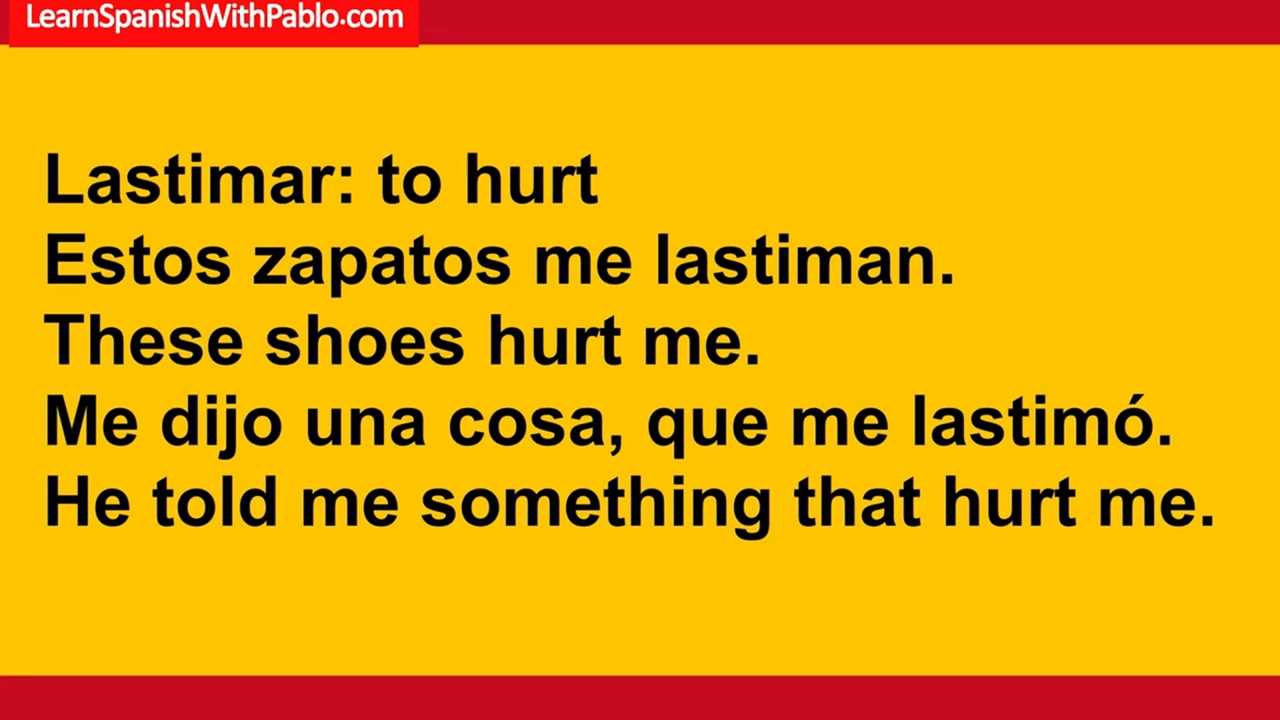 LearnSpanishWithPablo.com
Lastimar: to hurt
Estos zapatos me lastiman.
These shoes hurt me.
Me dijo una cosa, que me lastimó.
He told me something that hurt me.